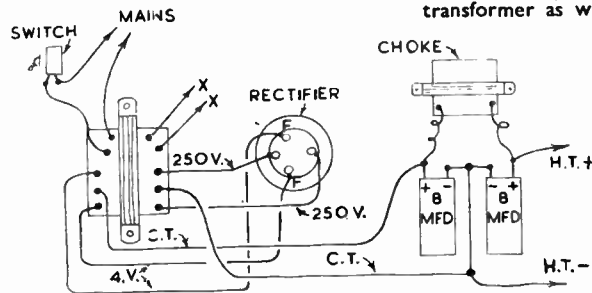 transformer as w
MAINS
SWITCH
CHOKE
X
X
RECTIFIER
F
250V.
H.T.+
F
+ - - +
8 MFD
8 MFD
250V.
C.T.
C.T.
4.V.
H.T.-